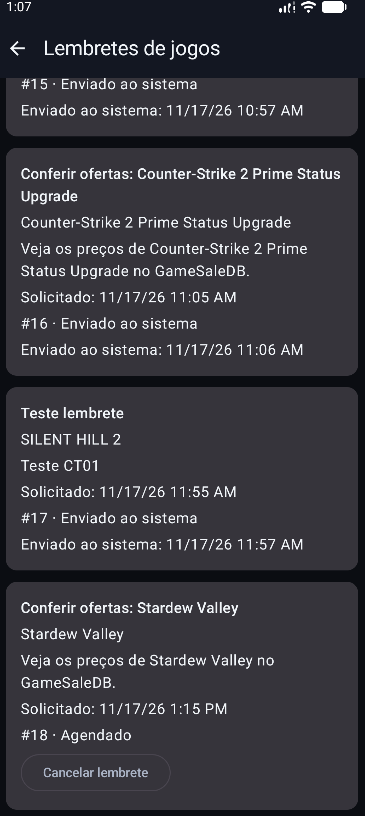 1:07
Lembretes de jogos
#15 · Enviado ao sistema
Enviado ao sistema: 11/17/26 10:57 AM
Conferir ofertas: Counter-Strike 2 Prime Status
Upgrade
Counter-Strike 2 Prime Status Upgrade
Veja os preços de Counter-Strike 2 Prime
Status Upgrade no GameSaleDB.
Solicitado: 11/17/26 11:05 AM
#16 · Enviado ao sistema
Enviado ao sistema: 11/17/26 11:06 AM
Teste lembrete
SILENT HILL 2
Teste CT01
Solicitado: 11/17/26 11:55 AM
#17 · Enviado ao sistema
Enviado ao sistema: 11/17/26 11:57 AM
Conferir ofertas: Stardew Valley
Stardew Valley
Veja os preços de Stardew Valley no
GameSaleDB.
Solicitado: 11/17/26 1:15 PM
#18 · Agendado
Cancelar lembrete